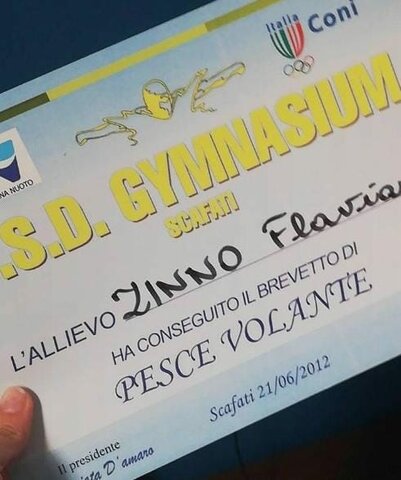 Italia Coni
NA NUOTO
.S.D. GYMNASIUM
SCAFATI
L'ALLIEVO ZINNO Flavia
HA CONSEGUITO IL BREVETTO DI
PESCE VOLANTE
Scafati 21/06/2012
Il presidente
D'amaro